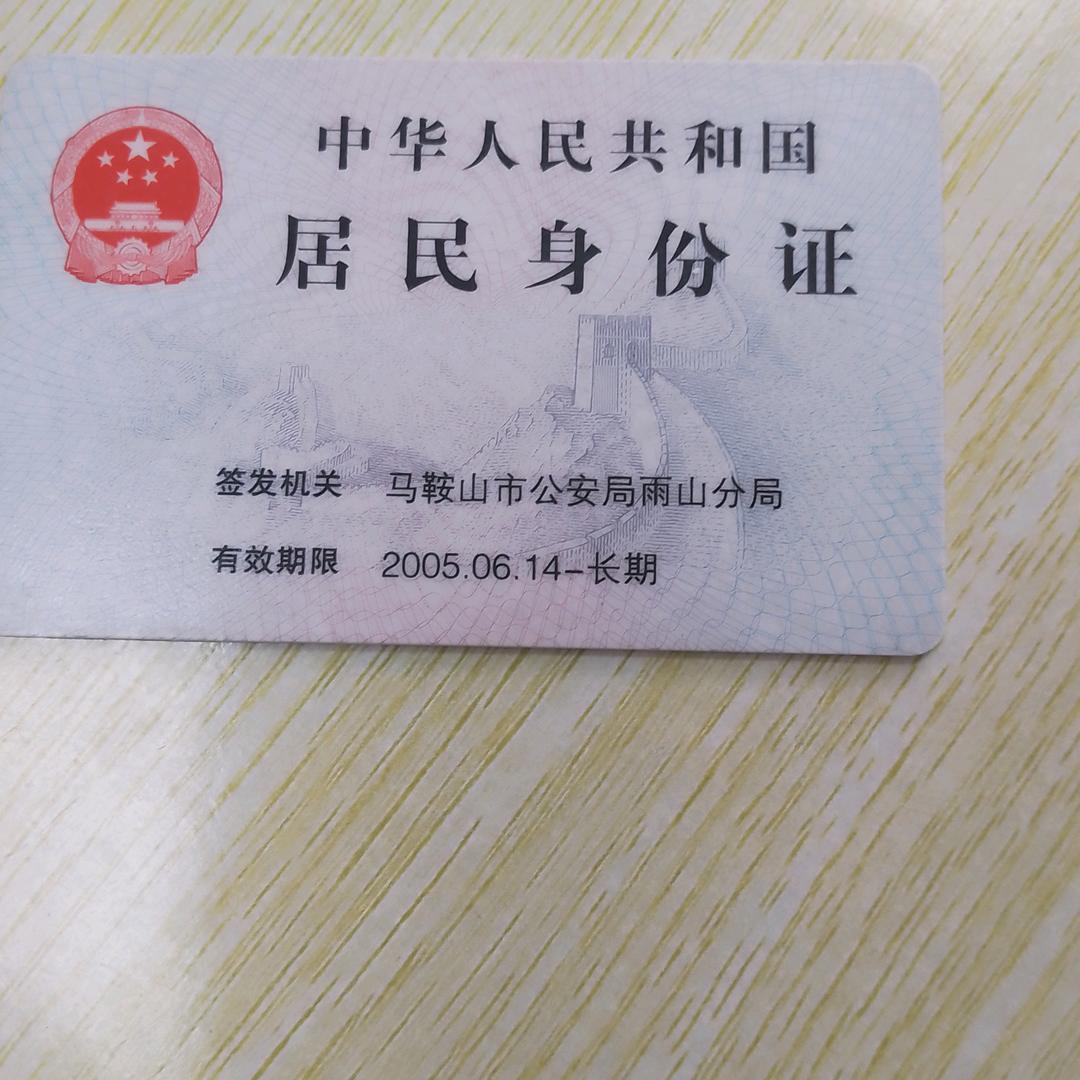 中华人民共和国
居民身份证
签发机关 马鞍山市公安局雨山分局
有效期限 2005.06.14-长期